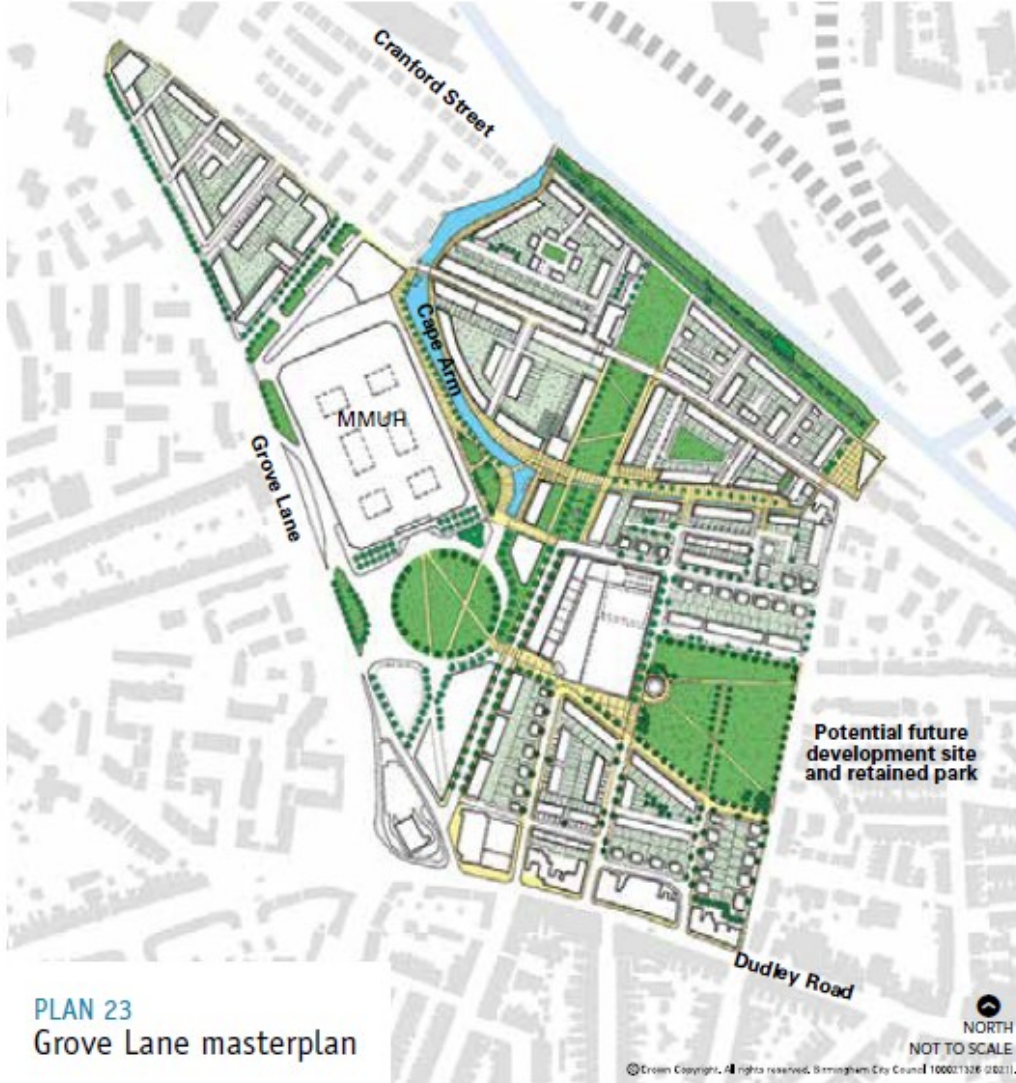 Cranford Street
Cape Arm
MMUH
Grove Lane
Potential future
development site
and retained park
Dudley Road
PLAN 23
Grove Lane masterplan
NORTH
NOT TO SCALE
© Crown Copyright. All rights reserved. Birmingham City Council 100021326 (2021).